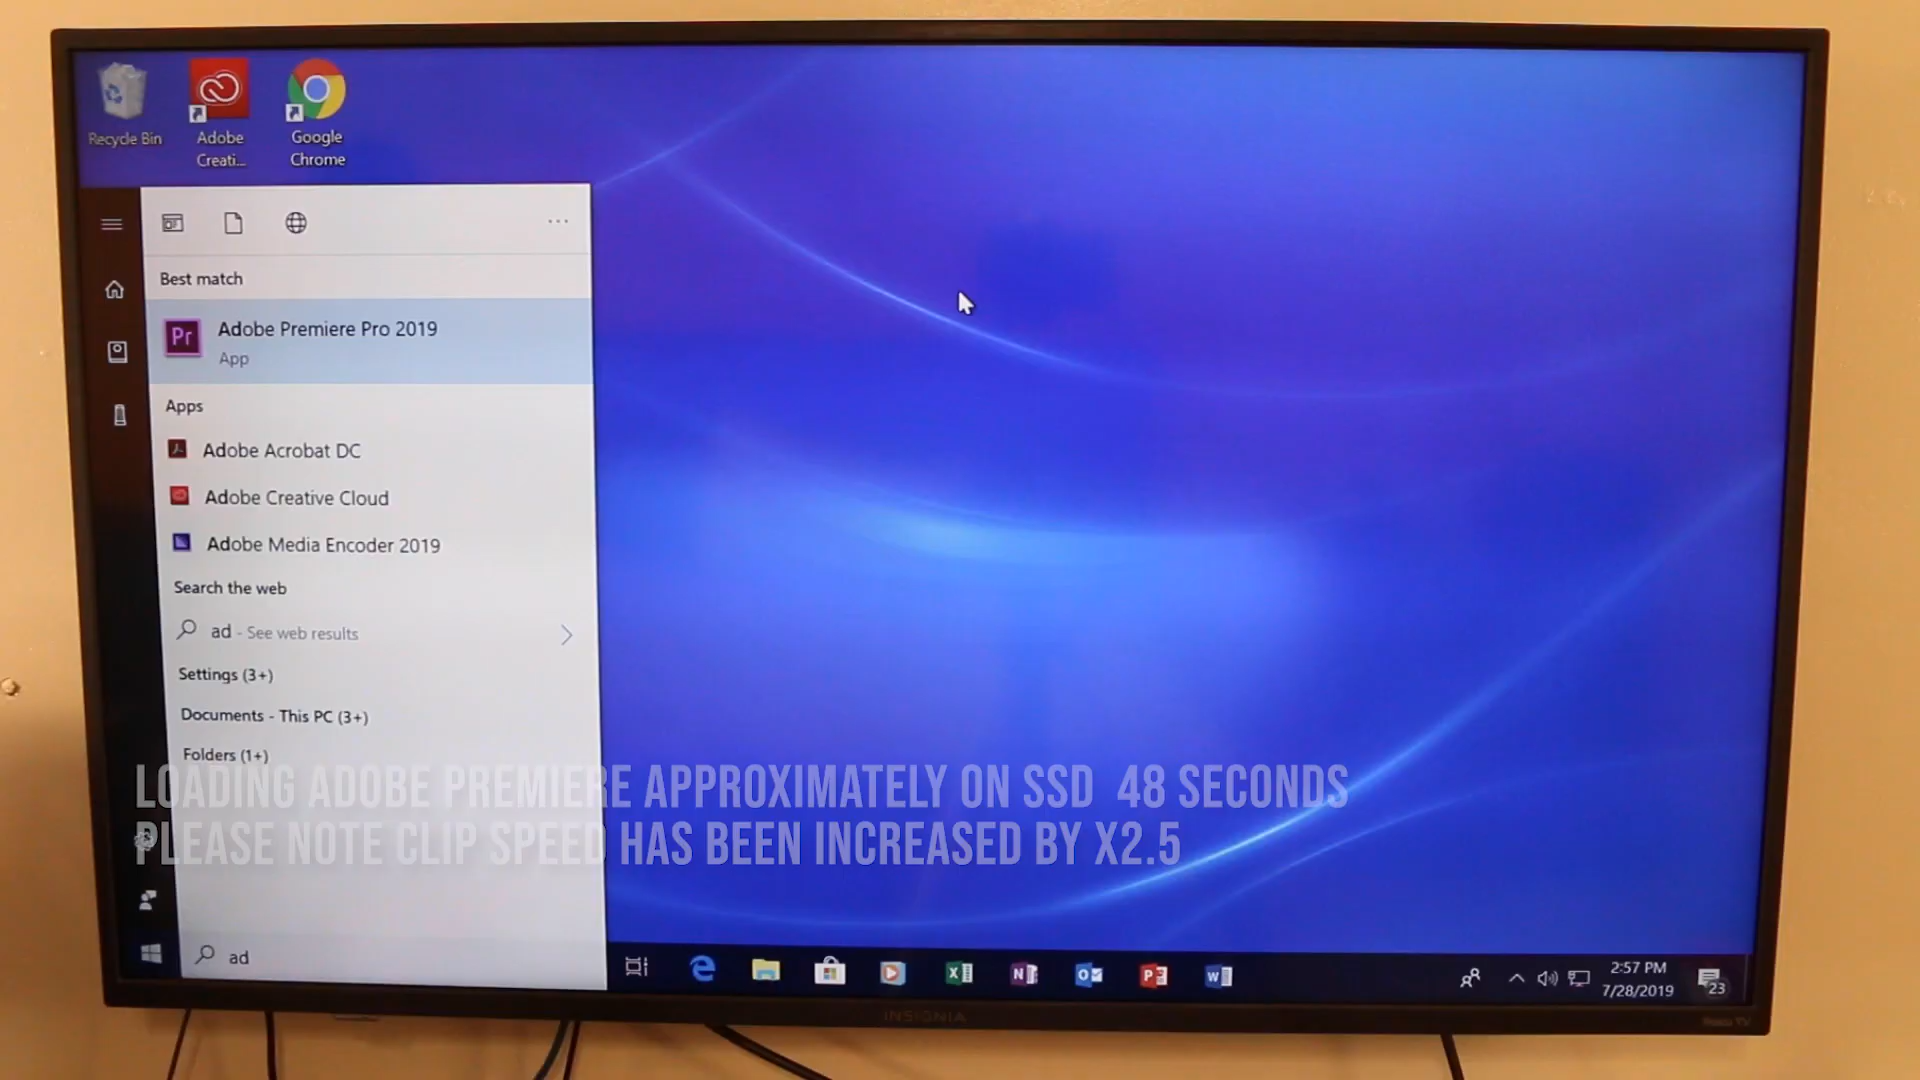 Recycle Bin
Adobe
Creati...
Google
Chrome
Best match
Pr
Adobe Premiere Pro 2019
App
Apps
Adobe Acrobat DC
Adobe Creative Cloud
Adobe Media Encoder 2019
Search the web
ad - See web results
Settings (3+)
Documents - This PC (3+)
Folders (1+)
LOADING ADOBE PREMIERE APPROXIMATELY ON SSD 48 SECONDS
PLEASE NOTE CLIP SPEED HAS BEEN INCREASED BY X2.5
ad
2:57 PM
7/28/2019
23
INSIGNIA
Roku TV